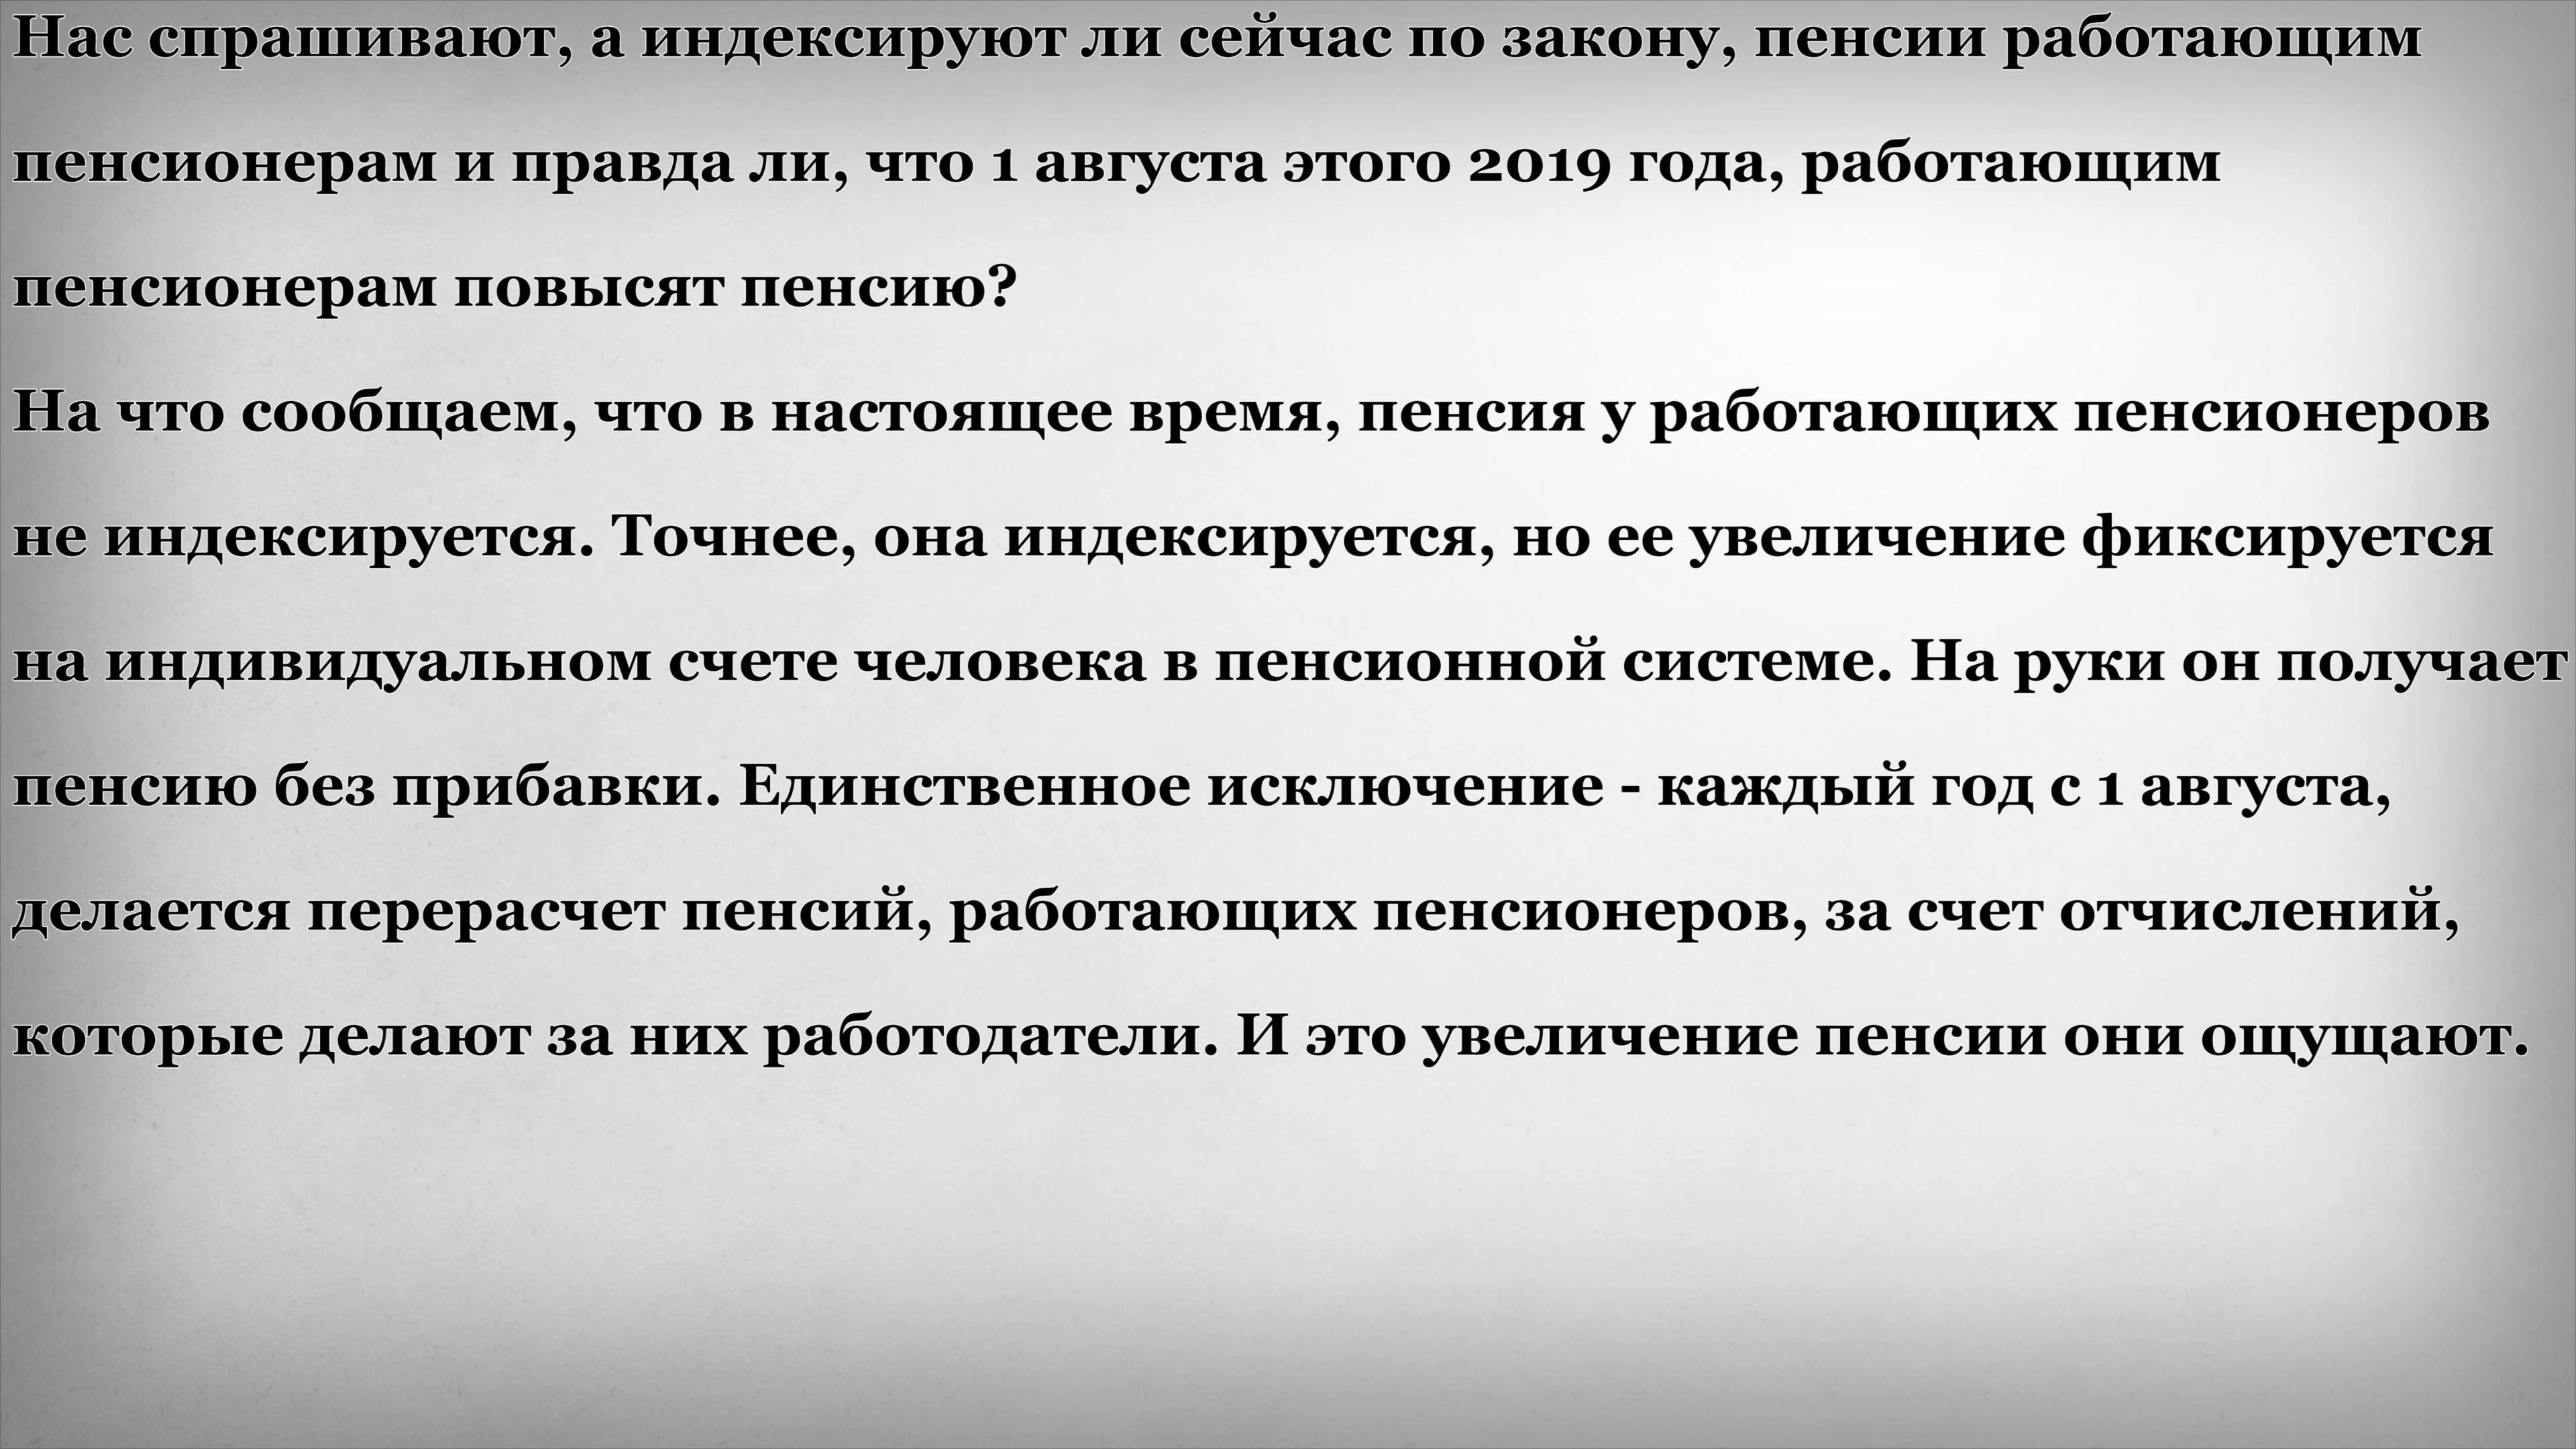 Нас спрашивают, а индексируют ли сейчас по закону, пенсии работающим
пенсионерам и правда ли, что 1 августа этого 2019 года, работающим
пенсионерам повысят пенсию?
На что сообщаем, что в настоящее время, пенсия у работающих пенсионеров
не индексируется. Точнее, она индексируется, но ее увеличение фиксируется
на индивидуальном счете человека в пенсионной системе. На руки он получает
пенсию без прибавки. Единственное исключение - каждый год с 1 августа,
делается перерасчет пенсий, работающих пенсионеров, за счет отчислений,
которые делают за них работодатели. И это увеличение пенсии они ощущают.